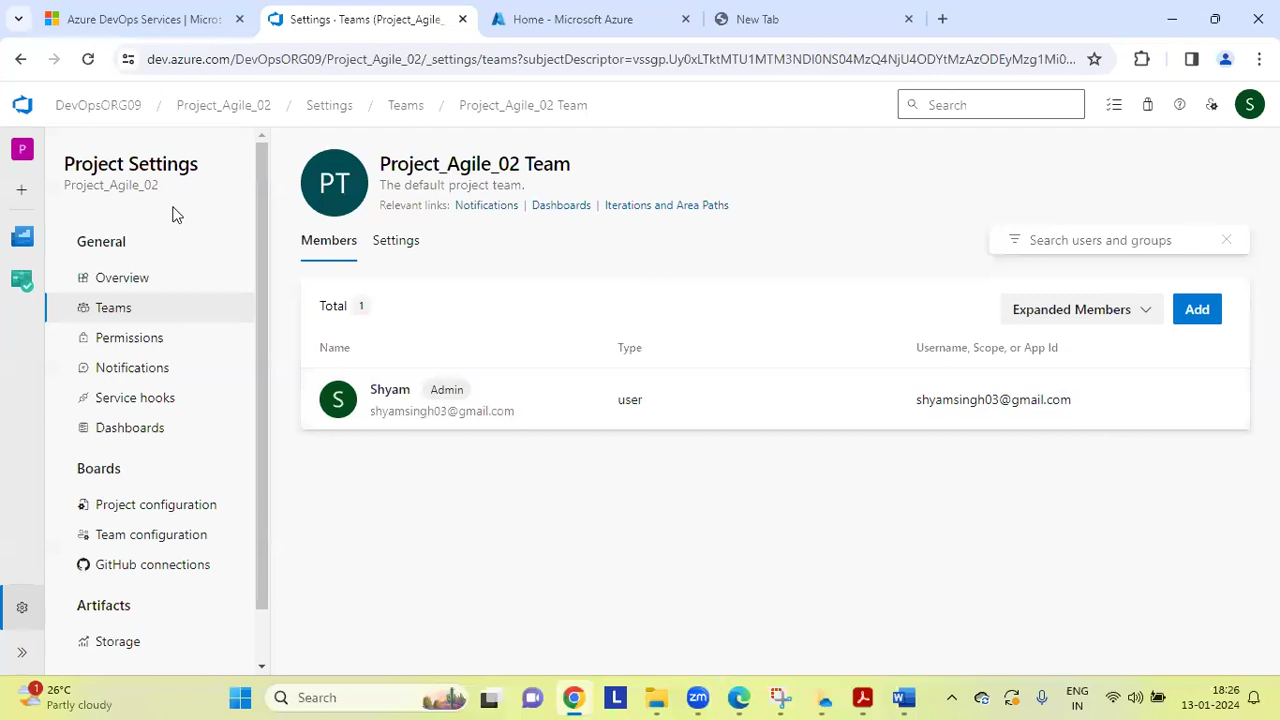 Azure DevOps Services | Micros
Settings · Teams (Project_Agile_
Home - Microsoft Azure
New Tab
dev.azure.com/DevOpsORG09/Project_Agile_02/_settings/teams?subjectDescriptor=vssgp.Uy0xLTktMTU1MTM3NDI0NS04MzQ4NjU4ODYtMzAzODEyMzg1Mi0...
DevOpsORG09 / Project_Agile_02 / Settings / Teams / Project_Agile_02 Team
Search
S
P
Project Settings
Project_Agile_02
General
Overview
Teams
Permissions
Notifications
Service hooks
Dashboards
Boards
Project configuration
Team configuration
GitHub connections
Artifacts
Storage
PT
Project_Agile_02 Team
The default project team.
Relevant links: Notifications | Dashboards | Iterations and Area Paths
Members Settings
Search users and groups
Total 1
Expanded Members
Add
Name Type Username, Scope, or App Id
S
Shyam Admin
shyamsingh03@gmail.com
user
shyamsingh03@gmail.com
1
26°C
Partly cloudy
Search
L
zm
W
ENG
IN
18:26
13-01-2024